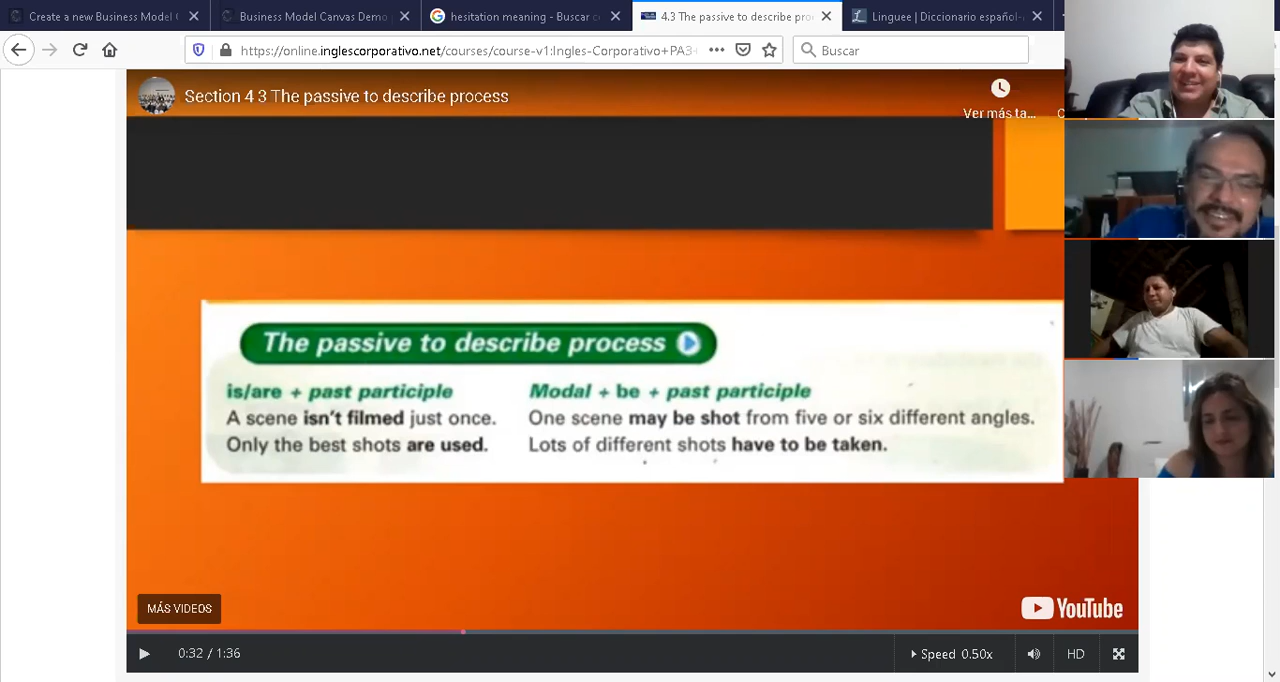 Create a new Business Model
Business Model Canvas Demo
hesitation meaning - Buscar c
4.3 The passive to describe pro
Linguee | Diccionario español-
https://online.inglescorporativo.net/courses/course-v1:Ingles-Corporativo+PA3
Buscar
Section 4 3 The passive to describe process
Ver más ta...
The passive to describe process
is/are + past participle
Modal + be + past participle
A scene isn't filmed just once.
One scene may be shot from five or six different angles.
Only the best shots are used.
Lots of different shots have to be taken.
MÁS VIDEOS
YouTube
0:32 / 1:36
Speed 0.50x
HD